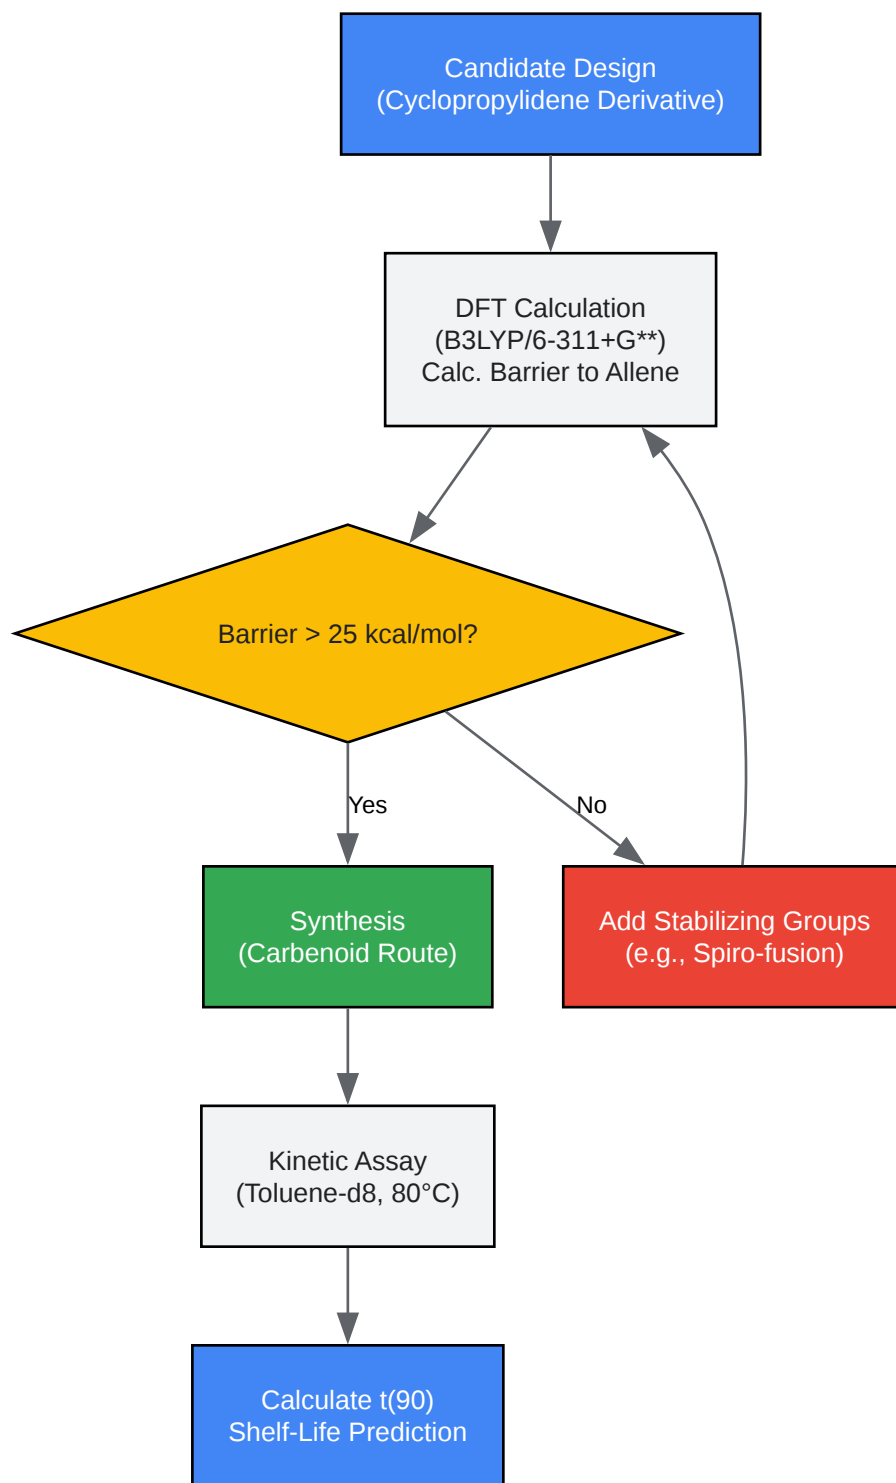 Candidate Design
(Cyclopropylidene Derivative)
DFT Calculation
(B3LYP/6-311+G**)
Calc. Barrier to Allene
Barrier > 25 kcal/mol?
Yes
No
Synthesis
(Carbenoid Route)
Add Stabilizing Groups
(e.g., Spiro-fusion)
Kinetic Assay
(Toluene-d8, 80°C)
Calculate t(90)
Shelf-Life Prediction